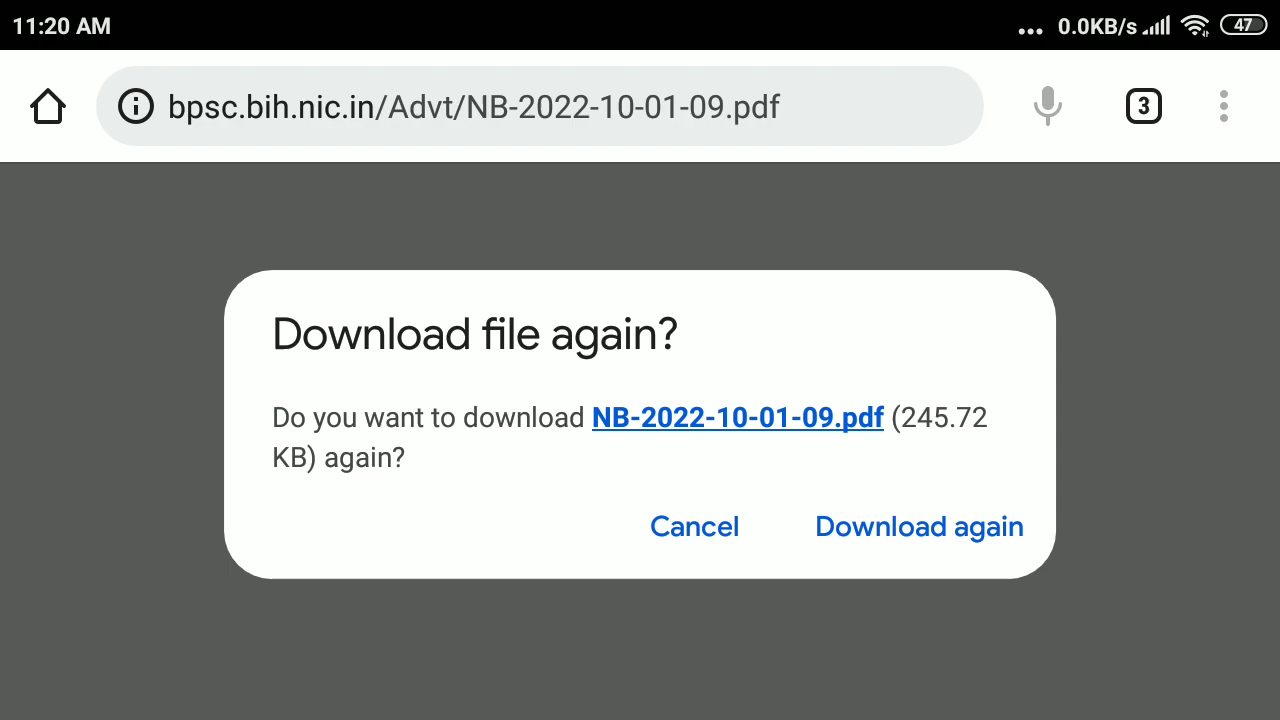 11:20 AM ... 0.0KB/s 47
bpsc.bih.nic.in/Advt/NB-2022-10-01-09.pdf 3
Download file again?
Do you want to download NB-2022-10-01-09.pdf (245.72
KB) again?
Cancel Download again